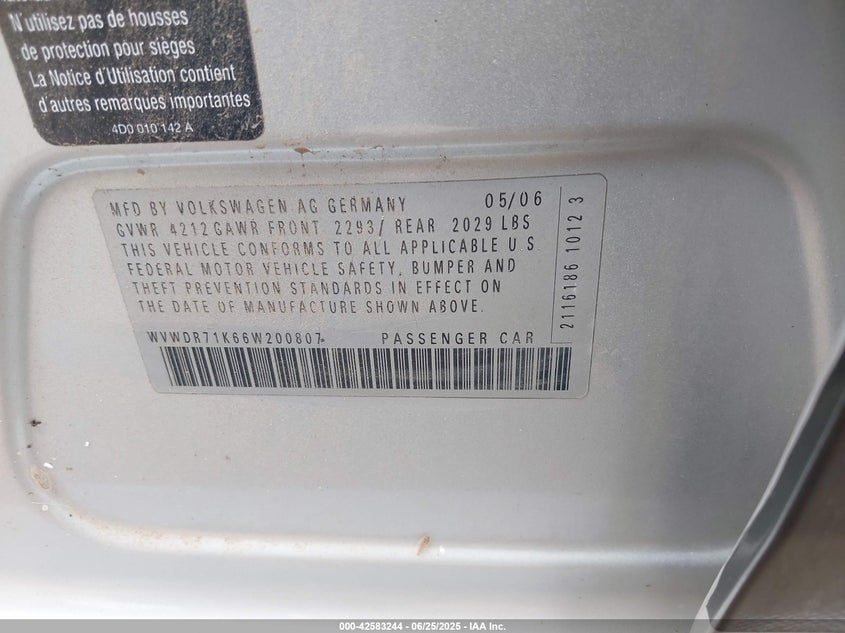 N'utilisez pas de housses
de protection pour sièges
La Notice d'Utilisation contient
d'autres remarques importantes
4D0 010 142 A
MFD BY VOLKSWAGEN AG GERMANY 05/06
GVWR 4212 GAWR FRONT 2293/ REAR 2029 LBS
THIS VEHICLE CONFORMS TO ALL APPLICABLE U S
FEDERAL MOTOR VEHICLE SAFETY, BUMPER AND
THEFT PREVENTION STANDARDS IN EFFECT ON
THE DATE OF MANUFACTURE SHOWN ABOVE.
WVWDR71K66W200807 PASSENGER CAR
2116186 1012 3
000-42583244 - 06/25/2025 - IAA Inc.